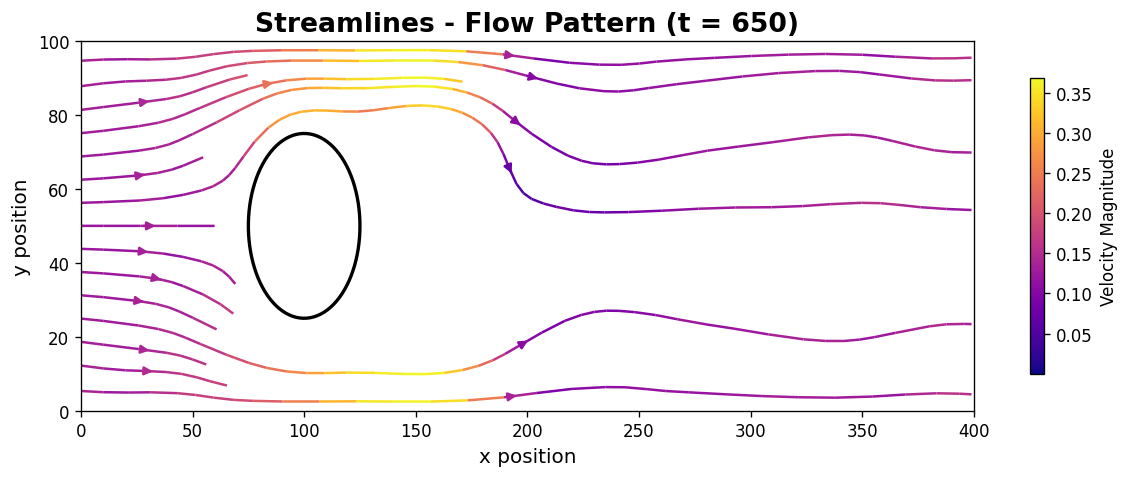 Streamlines - Flow Pattern (t = 650)
100
80
60
40
20
0
y position
0 50 100 150 200 250 300 350 400
x position
0.35
0.30
0.25
0.20
0.15
0.10
0.05
Velocity Magnitude